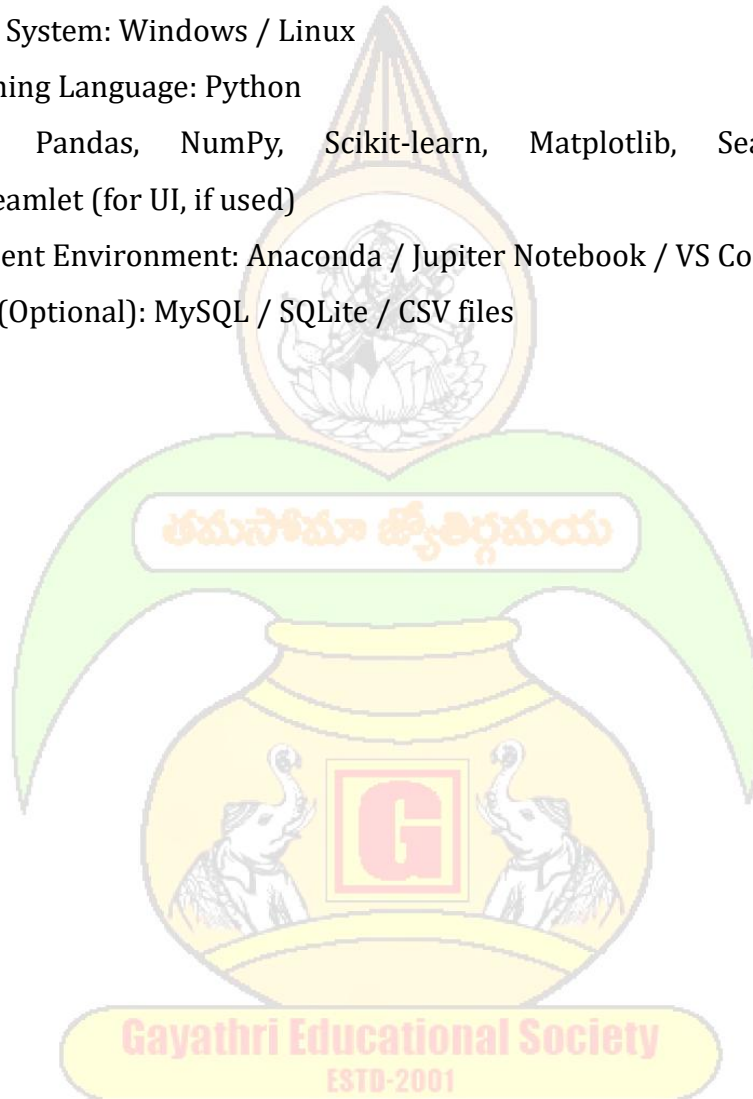 System: Windows / Linux
ning Language: Python
Pandas, NumPy, Scikit-learn, Matplotlib, Sea
eamlet (for UI, if used)
ent Environment: Anaconda / Jupiter Notebook / VS Co
(Optional): MySQL / SQLite / CSV files
తమసోమా జ్యోతిర్గమయ
G
Gayathri Educational Society
ESTD-2001